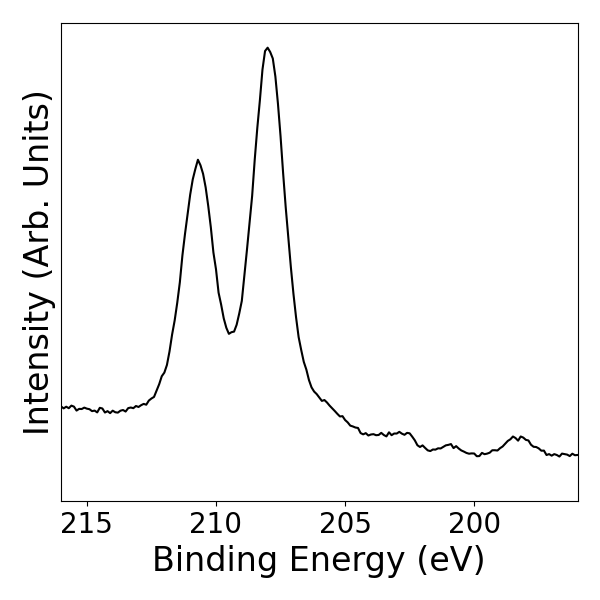 Intensity (Arb. Units)
215 210 205 200
Binding Energy (eV)